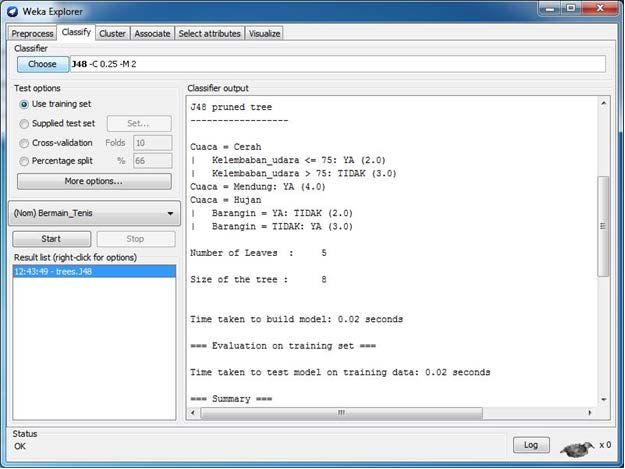 Weka Explorer
Preprocess Classify Cluster Associate Select attributes Visualize
Classifier
Choose J48 -C 0.25 -M 2
Test options
Use training set
Supplied test set Set...
Cross-validation Folds 10
Percentage split % 66
More options...
(Nom) Bermain_Tenis
Start Stop
Result list (right-click for options)
12:43:49 - trees.J48
Classifier output
J48 pruned tree
------------------
Cuaca = Cerah
|   Kelembaban_udara <= 75: YA (2.0)
|   Kelembaban_udara > 75: TIDAK (3.0)
Cuaca = Mendung: YA (4.0)
Cuaca = Hujan
|   Barangin = YA: TIDAK (2.0)
|   Barangin = TIDAK: YA (3.0)
Number of Leaves  :     5
Size of the tree :      8
Time taken to build model: 0.02 seconds
=== Evaluation on training set ===
Time taken to test model on training data: 0.02 seconds
=== Summary ===
Status
OK
Log
x 0